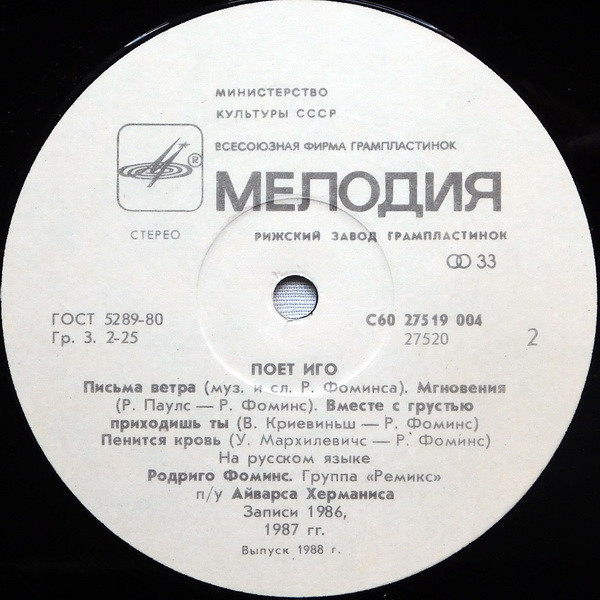 МИНИСТЕРСТВО
КУЛЬТУРЫ СССР
ВСЕСОЮЗНАЯ ФИРМА ГРАМПЛАСТИНОК
® МЕЛОДИЯ
СТЕРЕО
РИЖСКИЙ ЗАВОД ГРАМПЛАСТИНОК
33
ГОСТ 5289-80
Гр. 3. 2-25
С60 27519 004
27520
2
ПОЕТ ИГО
Письма ветра (муз. и сл. Р. Фоминса). Мгновения
(Р. Паулс — Р. Фоминс). Вместе с грустью
приходишь ты (В. Криевиньш — Р. Фоминс)
Пенится кровь (У. Мархилевичс — Р. Фоминс)
На русском языке
Родриго Фоминс. Группа «Ремикс»
п/у Айварса Херманиса
Записи 1986,
1987 гг.
Выпуск 1988 г.